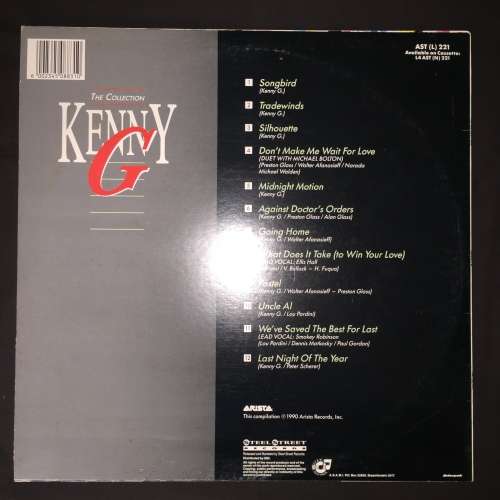 AST (L) 221
Available on Cassette:
L4 AST (N) 221
THE COLLECTION
KENNY
G
1 Songbird
(Kenny G.)
2 Tradewinds
(Kenny G.)
3 Silhouette
(Kenny G.)
4 Don't Make Me Wait For Love
(DUET WITH MICHAEL BOLTON)
(Preston Glass / Walter Afanasieff / Narada
Michael Walden)
5 Midnight Motion
(Kenny G.)
6 Against Doctor's Orders
(Kenny G. / Preston Glass / Alan Glass)
Going Home
(Kenny G. / Walter Afanasieff)
What Does It Take (to Win Your Love)
LEAD VOCAL: Ellis Hall
/ V. Bullock – H. Fuqua)
Pastel
(Kenny G. / Walter Afanasieff – Preston Glass)
10 Uncle Al
(Kenny G. / Lou Pardini)
11 We've Saved The Best For Last
LEAD VOCAL: Smokey Robinson
(Lou Pardini / Dennis Matkosky / Paul Gordon)
12 Last Night Of The Year
(Kenny G. / Peter Scherer)
ARISTA
This compilation ℗ 1990 Arista Records, Inc.
STEEL STREET
RECORDS